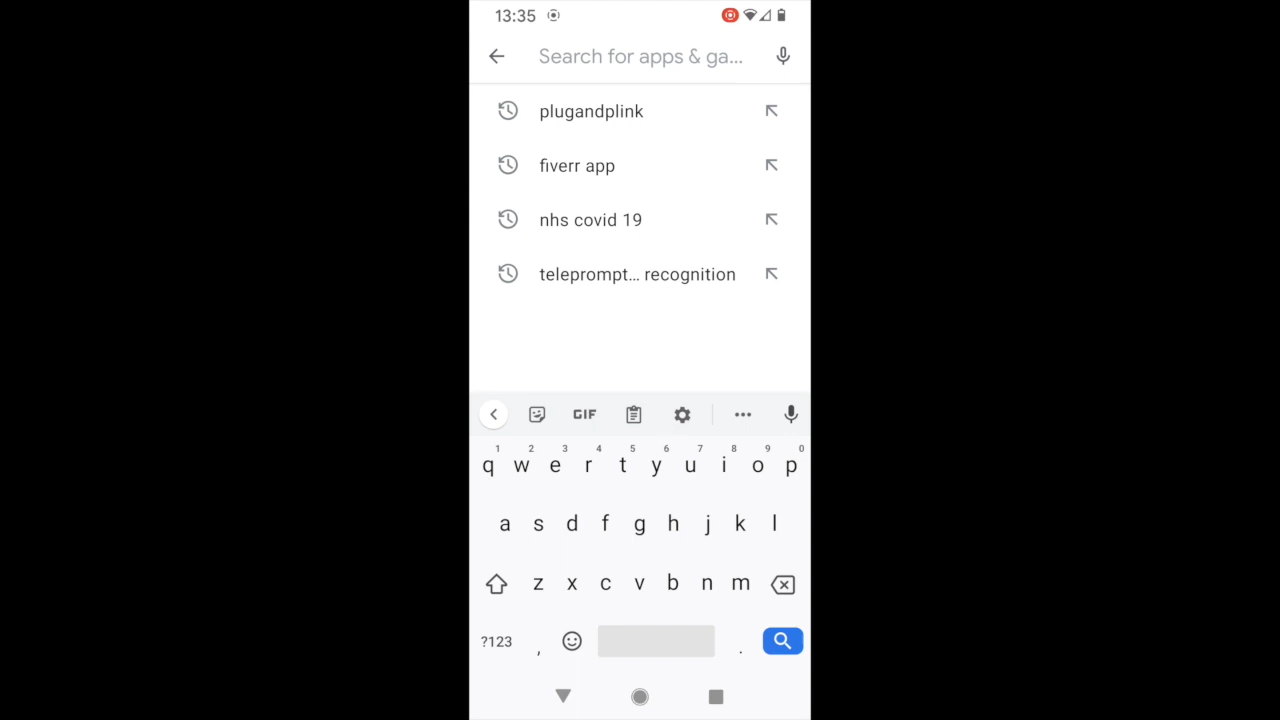 13:35
Search for apps & ga...
plugandplink
fiverr app
nhs covid 19
teleprompt... recognition
GIF
1 2 3 4 5 6 7 8 9 0
q w e r t y u i o p
a s d f g h j k l
z x c v b n m
?123 , .